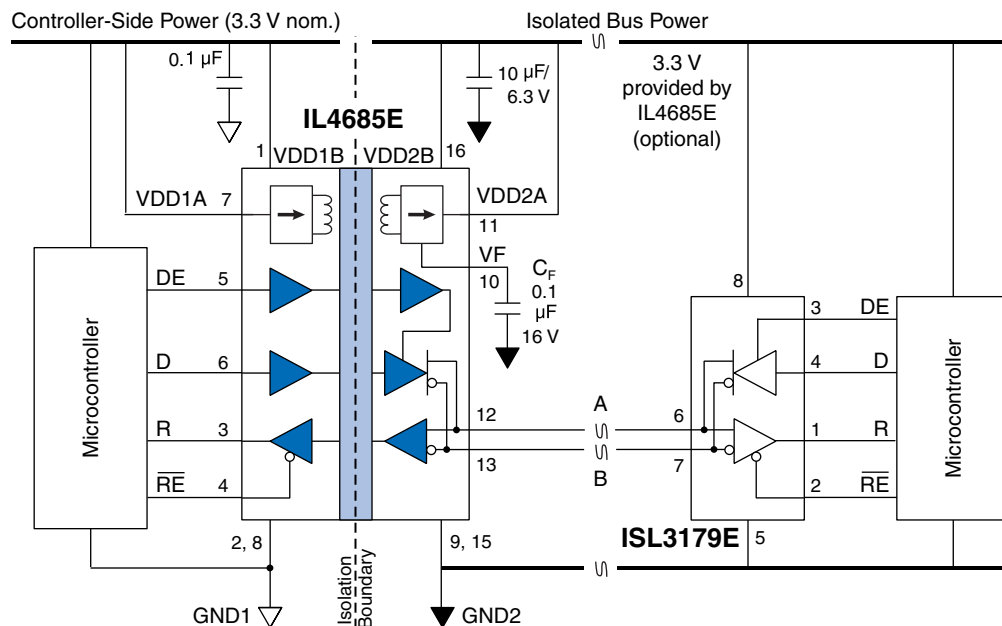 Controller-Side Power (3.3 V nom.)
Isolated Bus Power
0.1 µF
10 µF/
6.3 V
3.3 V
provided by
IL4685E
(optional)
IL4685E
1
VDD1B
VDD2B
16
VDD1A
7
VDD2A
11
VF
10
C_F
0.1
µF
16 V
8
DE
5
3
DE
D
6
4
D
Microcontroller
Microcontroller
12
A
6
R
3
1
R
13
B
7
RE
4
2
RE
ISL3179E
5
2, 8
9, 15
Isolation
Boundary
GND1
GND2